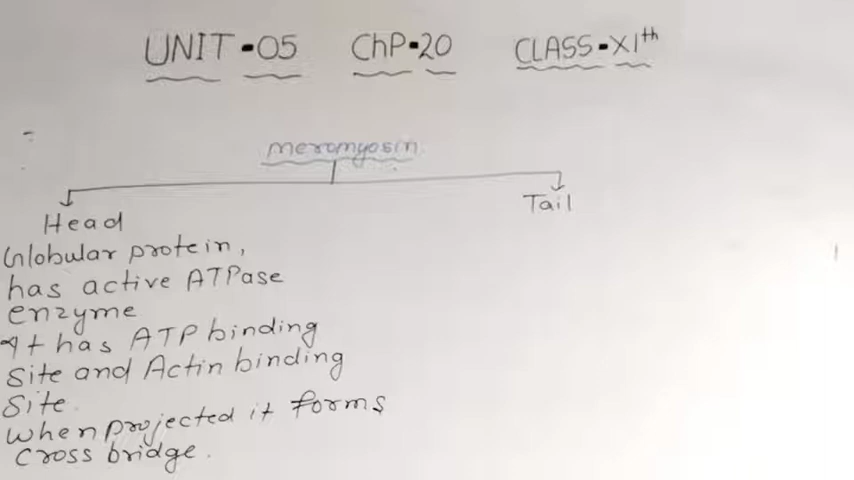 UNIT-05 ChP-20 CLASS-XIth
meromyosin
Head
Tail
Globular protein,
has active ATPase
enzyme
It has ATP binding
Site and Actin binding
Site.
When projected it forms
cross bridge.